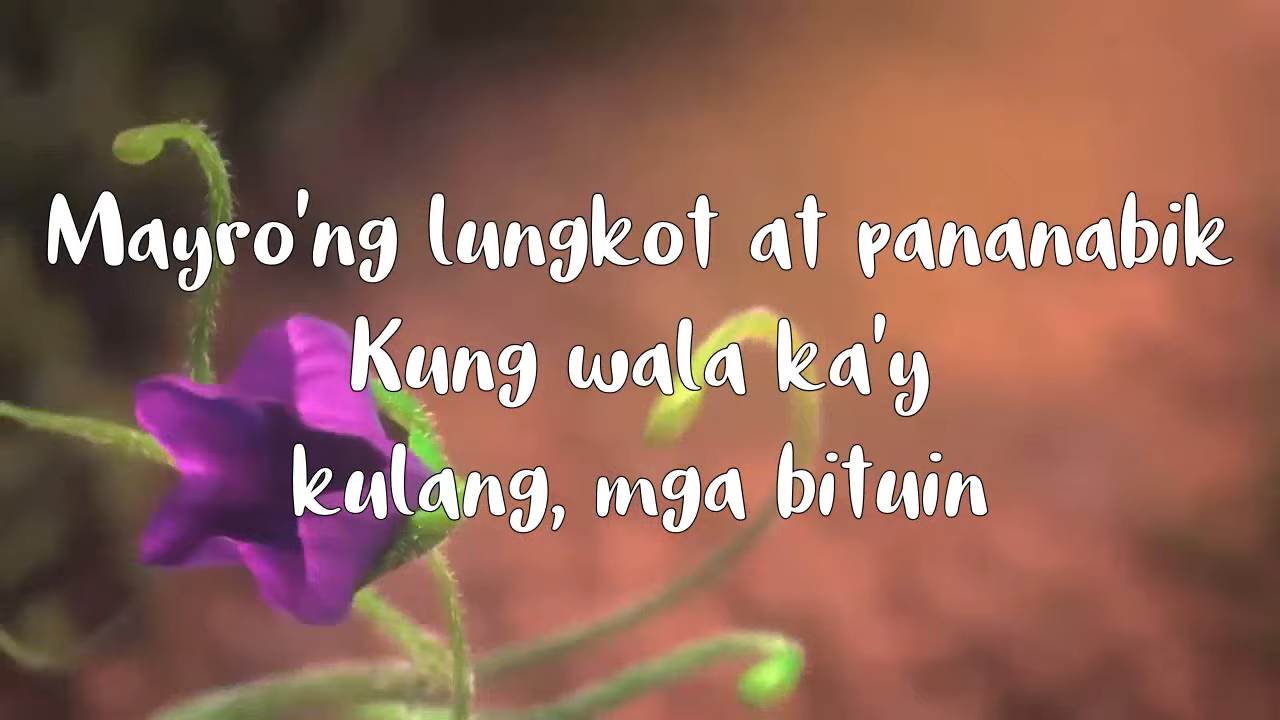 Mayro'ng lungkot at pananabik
Kung wala ka'y
kulang, mga bituin